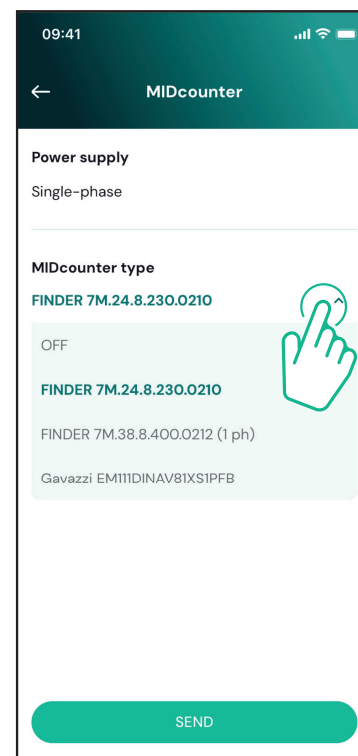 09:41
MIDcounter
Power supply
Single-phase
MIDcounter type
FINDER 7M.24.8.230.0210
OFF
FINDER 7M.24.8.230.0210
FINDER 7M.38.8.400.0212 (1 ph)
Gavazzi EM111DINAV81XS1PFB
SEND